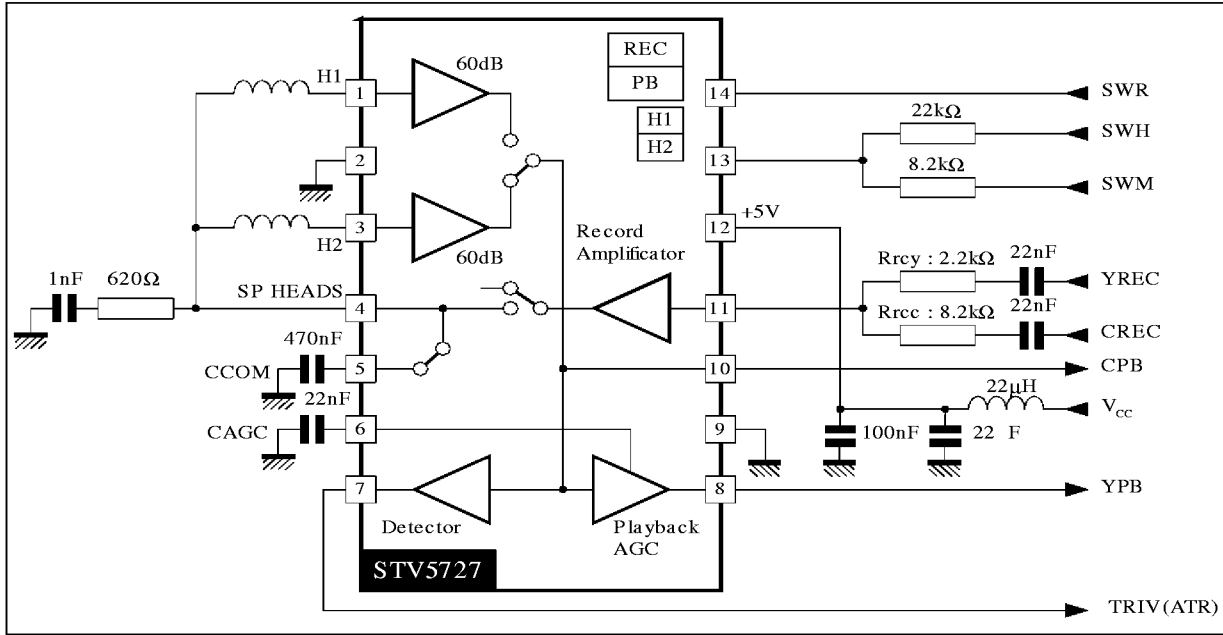 REC
PB
H1
H2
H1
60dB
1
14
SWR
22kΩ
SWH
2
13
8.2kΩ
SWM
3
12
+5V
H2
60dB
Record
Amplificator
Rrcy : 2.2kΩ
22nF
YREC
1nF
620Ω
SP HEADS
4
11
Rrcc : 8.2kΩ
22nF
CREC
470nF
CCOM
5
10
CPB
22nF
22µH
V_CC
CAGC
6
9
100nF
22 F
7
8
YPB
Detector
Playback
AGC
STV5727
TRIV(ATR)